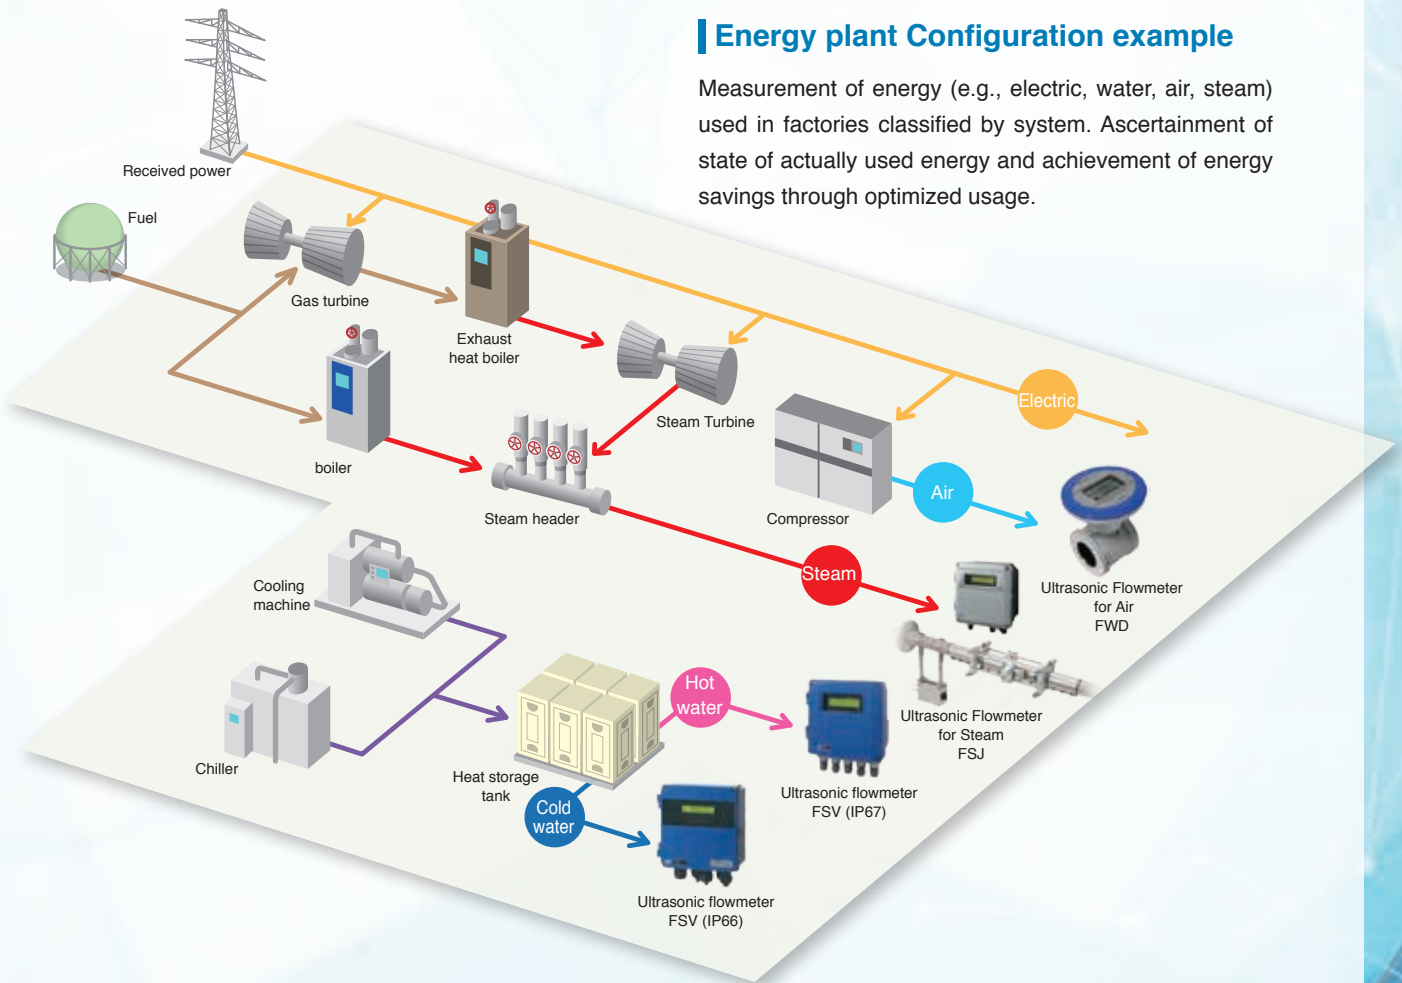 Energy plant Configuration example
Measurement of energy (e.g., electric, water, air, steam)
used in factories classified by system. Ascertainment of
state of actually used energy and achievement of energy
savings through optimized usage.
Received power
Fuel
Gas turbine
Exhaust
heat boiler
Steam Turbine
boiler
Steam header
Compressor
Electric
Air
Steam
Ultrasonic Flowmeter
for Air
FWD
Cooling
machine
Chiller
Heat storage
tank
Hot
water
Cold
water
Ultrasonic Flowmeter
for Steam
FSJ
Ultrasonic flowmeter
FSV (IP67)
Ultrasonic flowmeter
FSV (IP66)